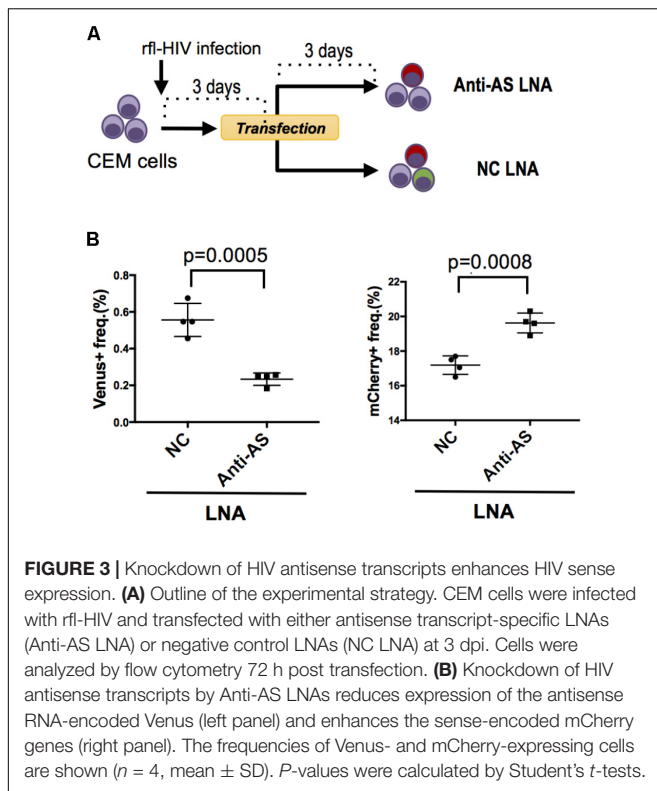 A
rfl-HIV infection
3 days
3 days
Anti-AS LNA
Transfection
CEM cells
NC LNA
B
p=0.0005
Venus+ freq.(%)
0.8
0.6
0.4
0.2
0.0
NC
Anti-AS
LNA
p=0.0008
mCherry+ freq.(%)
22
20
18
16
14
NC
Anti-AS
LNA
FIGURE 3 | Knockdown of HIV antisense transcripts enhances HIV sense
expression. (A) Outline of the experimental strategy. CEM cells were infected
with rfl-HIV and transfected with either antisense transcript-specific LNAs
(Anti-AS LNA) or negative control LNAs (NC LNA) at 3 dpi. Cells were
analyzed by flow cytometry 72 h post transfection. (B) Knockdown of HIV
antisense transcripts by Anti-AS LNAs reduces expression of the antisense
RNA-encoded Venus (left panel) and enhances the sense-encoded mCherry
genes (right panel). The frequencies of Venus- and mCherry-expressing cells
are shown (n = 4, mean ± SD). P-values were calculated by Student's t-tests.